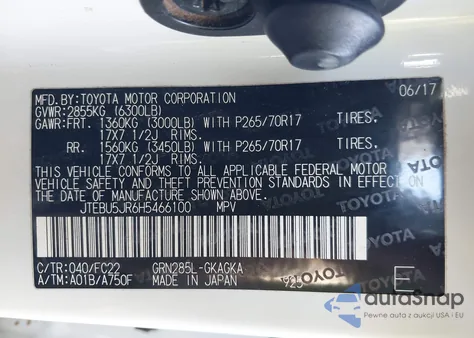 MFD.BY:TOYOTA MOTOR CORPORATION 06/17
GVWR:2855KG (6300LB)
GAWR:FRT. 1360KG (3000LB) WITH P265/70R17 TIRES.
17X7 1/2J RIMS.
RR. 1560KG (3450LB) WITH P265/70R17 TIRES.
17X7 1/2J RIMS.
THIS VEHICLE CONFORMS TO ALL APPLICABLE FEDERAL MOTOR
VEHICLE SAFETY AND THEFT PREVENTION STANDARDS IN EFFECT ON
THE DATE OF MANUFACTURE SHOWN ABOVE.
JTEBU5JR6H5466100 MPV
C/TR:040/FC22 GRN285L-GKAGKA
A/TM:A01B/A750F MADE IN JAPAN 925
TOYOTA
autosnap
Pewne auta z USA i EU